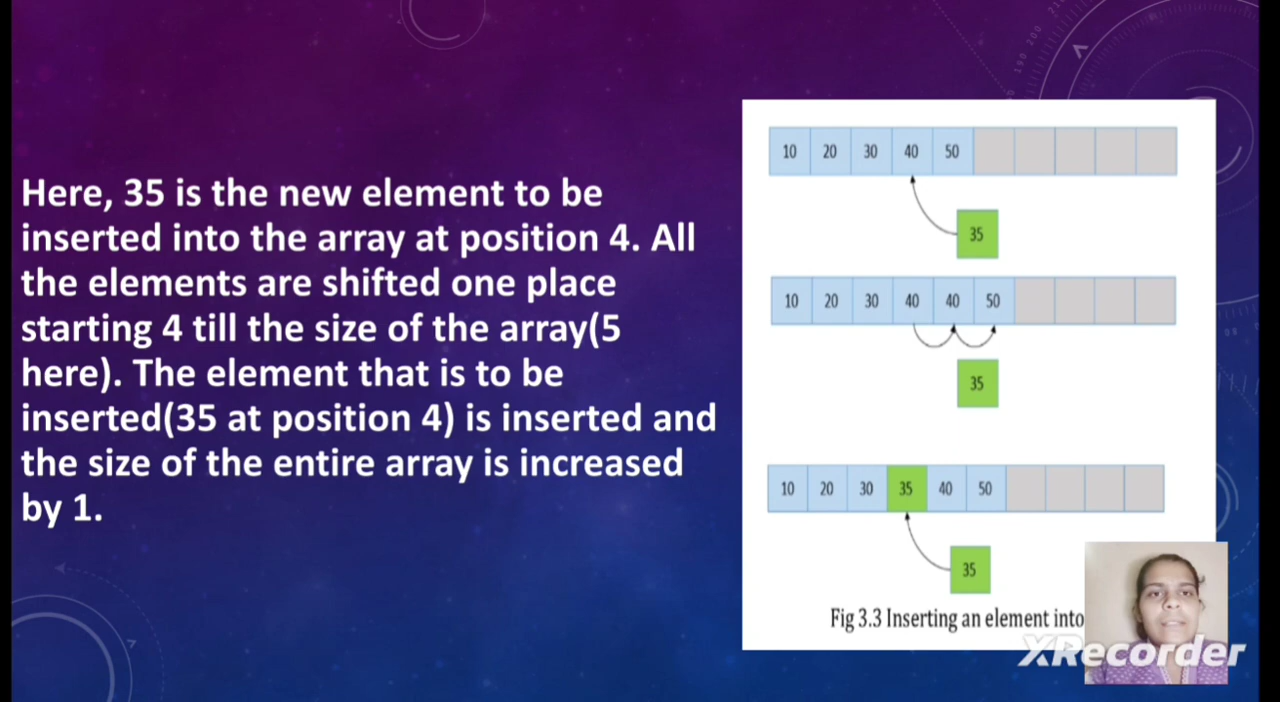 Here, 35 is the new element to be
inserted into the array at position 4. All
the elements are shifted one place
starting 4 till the size of the array(5
here). The element that is to be
inserted(35 at position 4) is inserted and
the size of the entire array is increased
by 1.
10 20 30 40 50
35
10 20 30 40 40 50
35
10 20 30 35 40 50
35
Fig 3.3 Inserting an element into
XRecorder